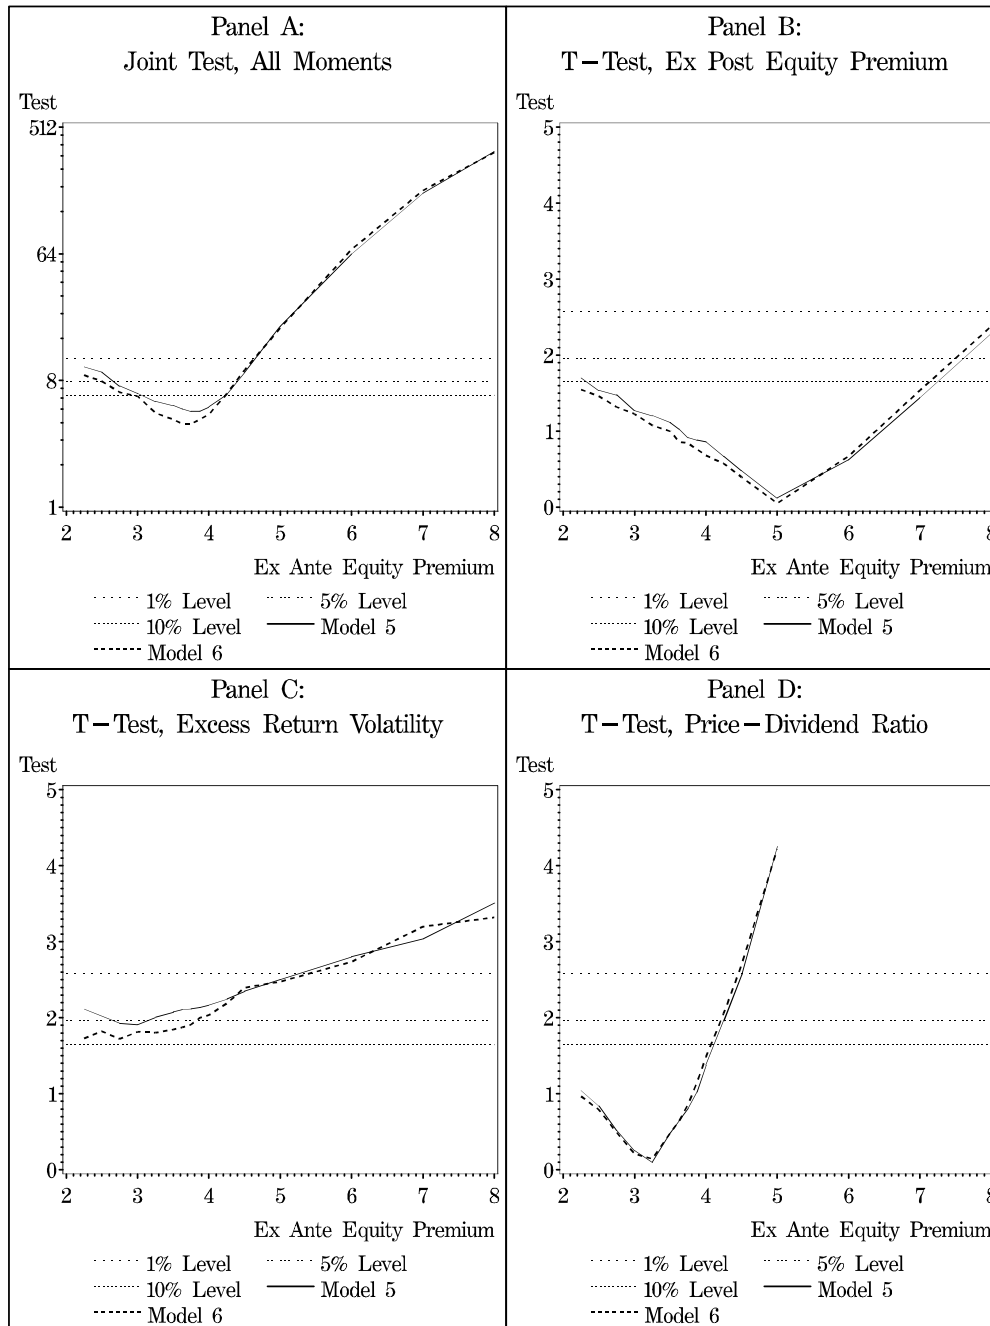 Panel A:
Joint Test, All Moments
Test
512
64
8
1
2 3 4 5 6 7 8
Ex Ante Equity Premium
1% Level 5% Level
10% Level Model 5
Model 6
Panel B:
T-Test, Ex Post Equity Premium
Test
5
4
3
2
1
0
2 3 4 5 6 7 8
Ex Ante Equity Premium
1% Level 5% Level
10% Level Model 5
Model 6
Panel C:
T-Test, Excess Return Volatility
Test
5
4
3
2
1
0
2 3 4 5 6 7 8
Ex Ante Equity Premium
1% Level 5% Level
10% Level Model 5
Model 6
Panel D:
T-Test, Price-Dividend Ratio
Test
5
4
3
2
1
0
2 3 4 5 6 7 8
Ex Ante Equity Premium
1% Level 5% Level
10% Level Model 5
Model 6